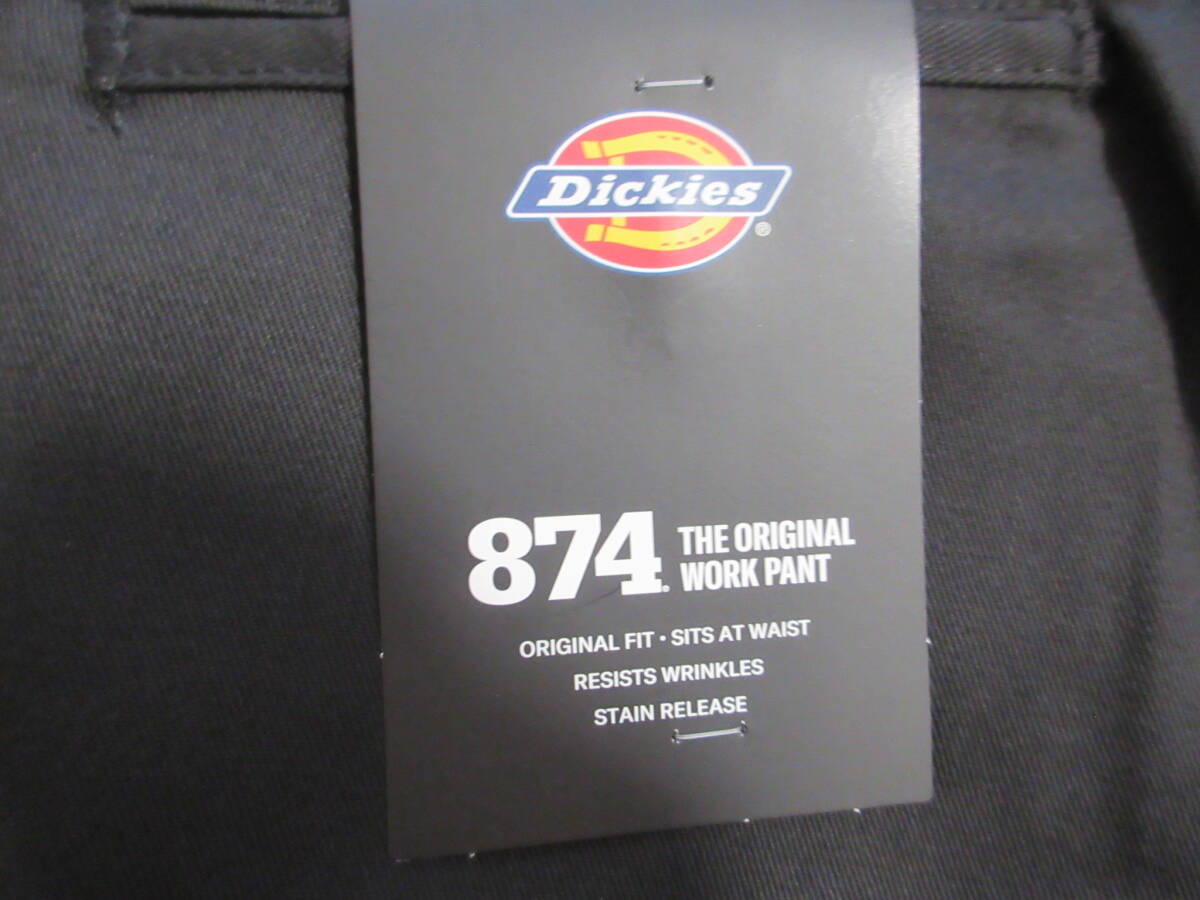 Dickies®
874® THE ORIGINAL
WORK PANT
ORIGINAL FIT • SITS AT WAIST
RESISTS WRINKLES
STAIN RELEASE